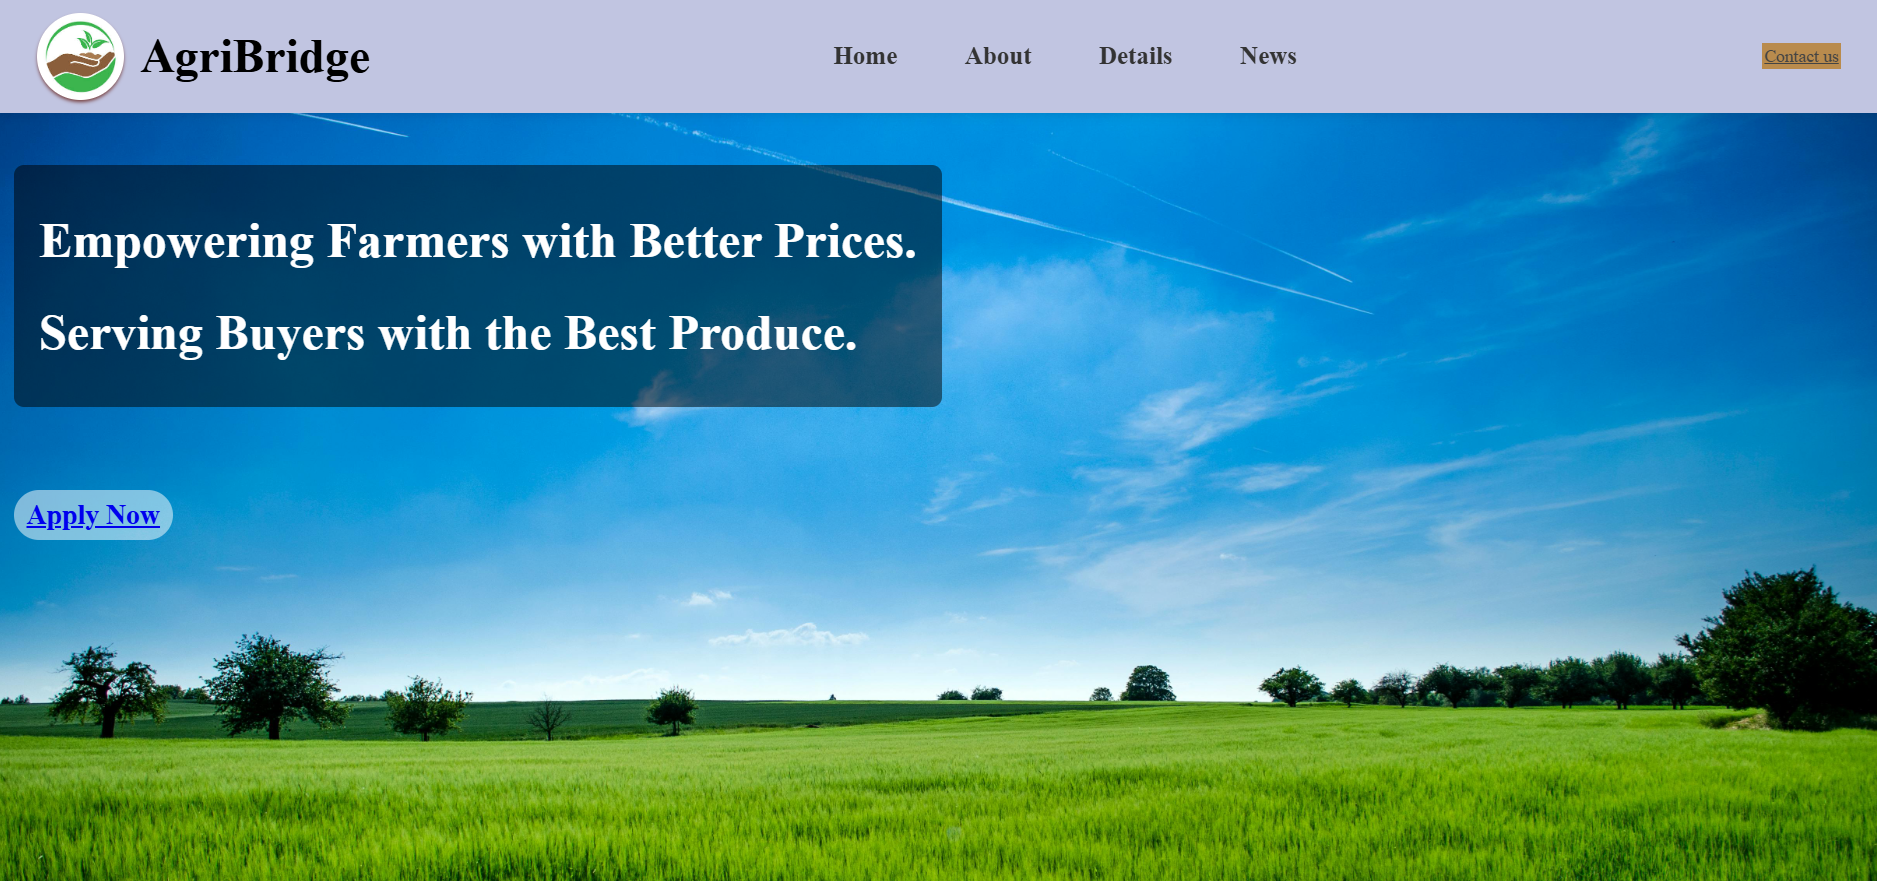 AgriBridge
Home About Details News
Contact us
Empowering Farmers with Better Prices.
Serving Buyers with the Best Produce.
Apply Now